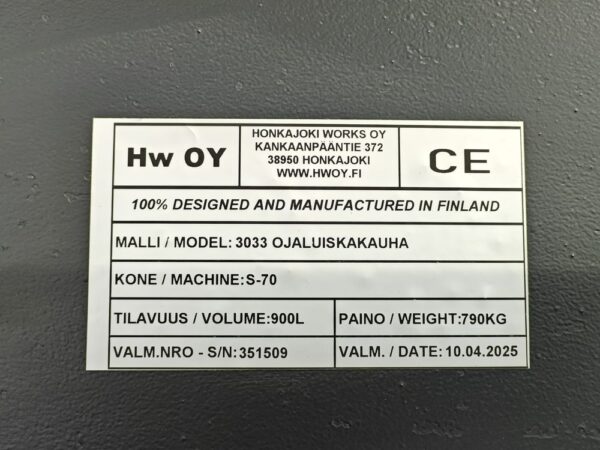 Hw OY
HONKAJOKI WORKS OY
KANKAANPÄÄNTIE 372
38950 HONKAJOKI
WWW.HWOY.FI
CE
100% DESIGNED AND MANUFACTURED IN FINLAND
MALLI / MODEL: 3033 OJALUISKAKAUHA
KONE / MACHINE:S-70
TILAVUUS / VOLUME:900L
PAINO / WEIGHT:790KG
VALM.NRO - S/N: 351509
VALM. / DATE: 10.04.2025